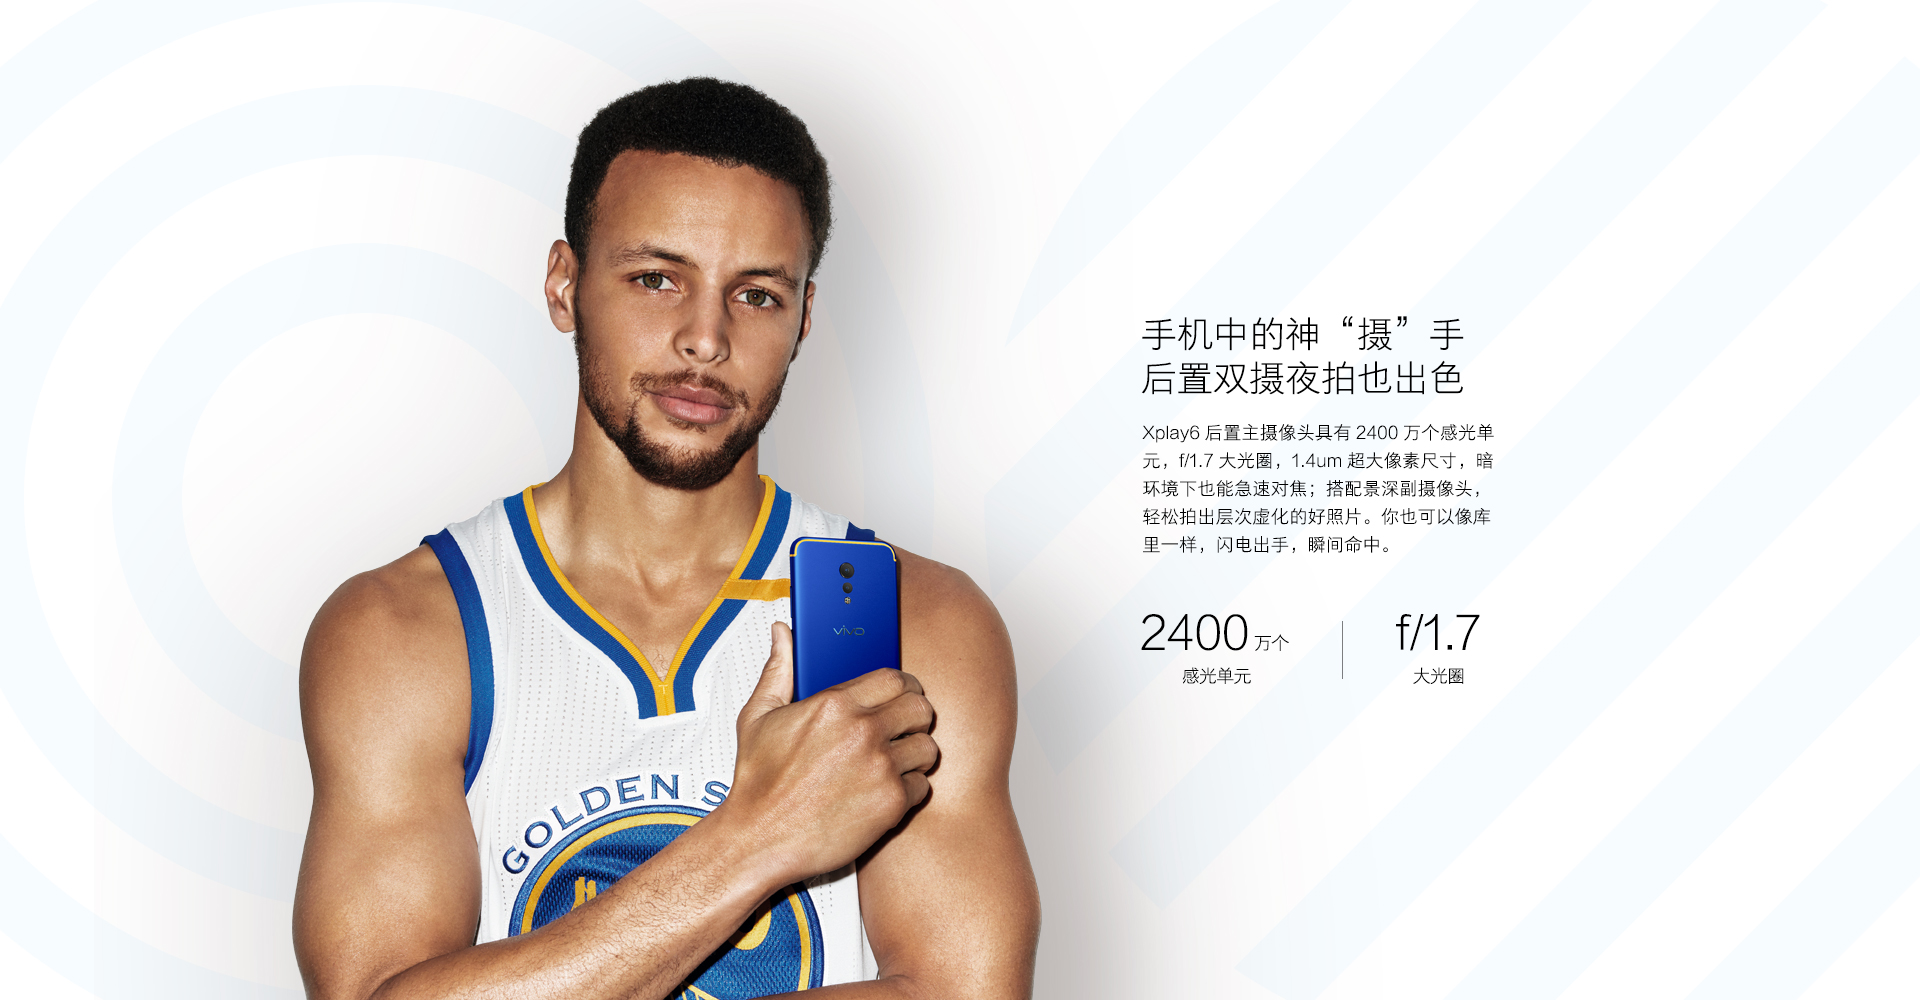 手机中的神“摄”手
后置双摄夜拍也出色
Xplay6 后置主摄像头具有 2400 万个感光单
元，f/1.7 大光圈，1.4um 超大像素尺寸，暗
环境下也能急速对焦；搭配景深副摄像头，
轻松拍出层次虚化的好照片。你也可以像库
里一样，闪电出手，瞬间命中。
2400 万个
感光单元
f/1.7
大光圈
vivo
GOLDEN S